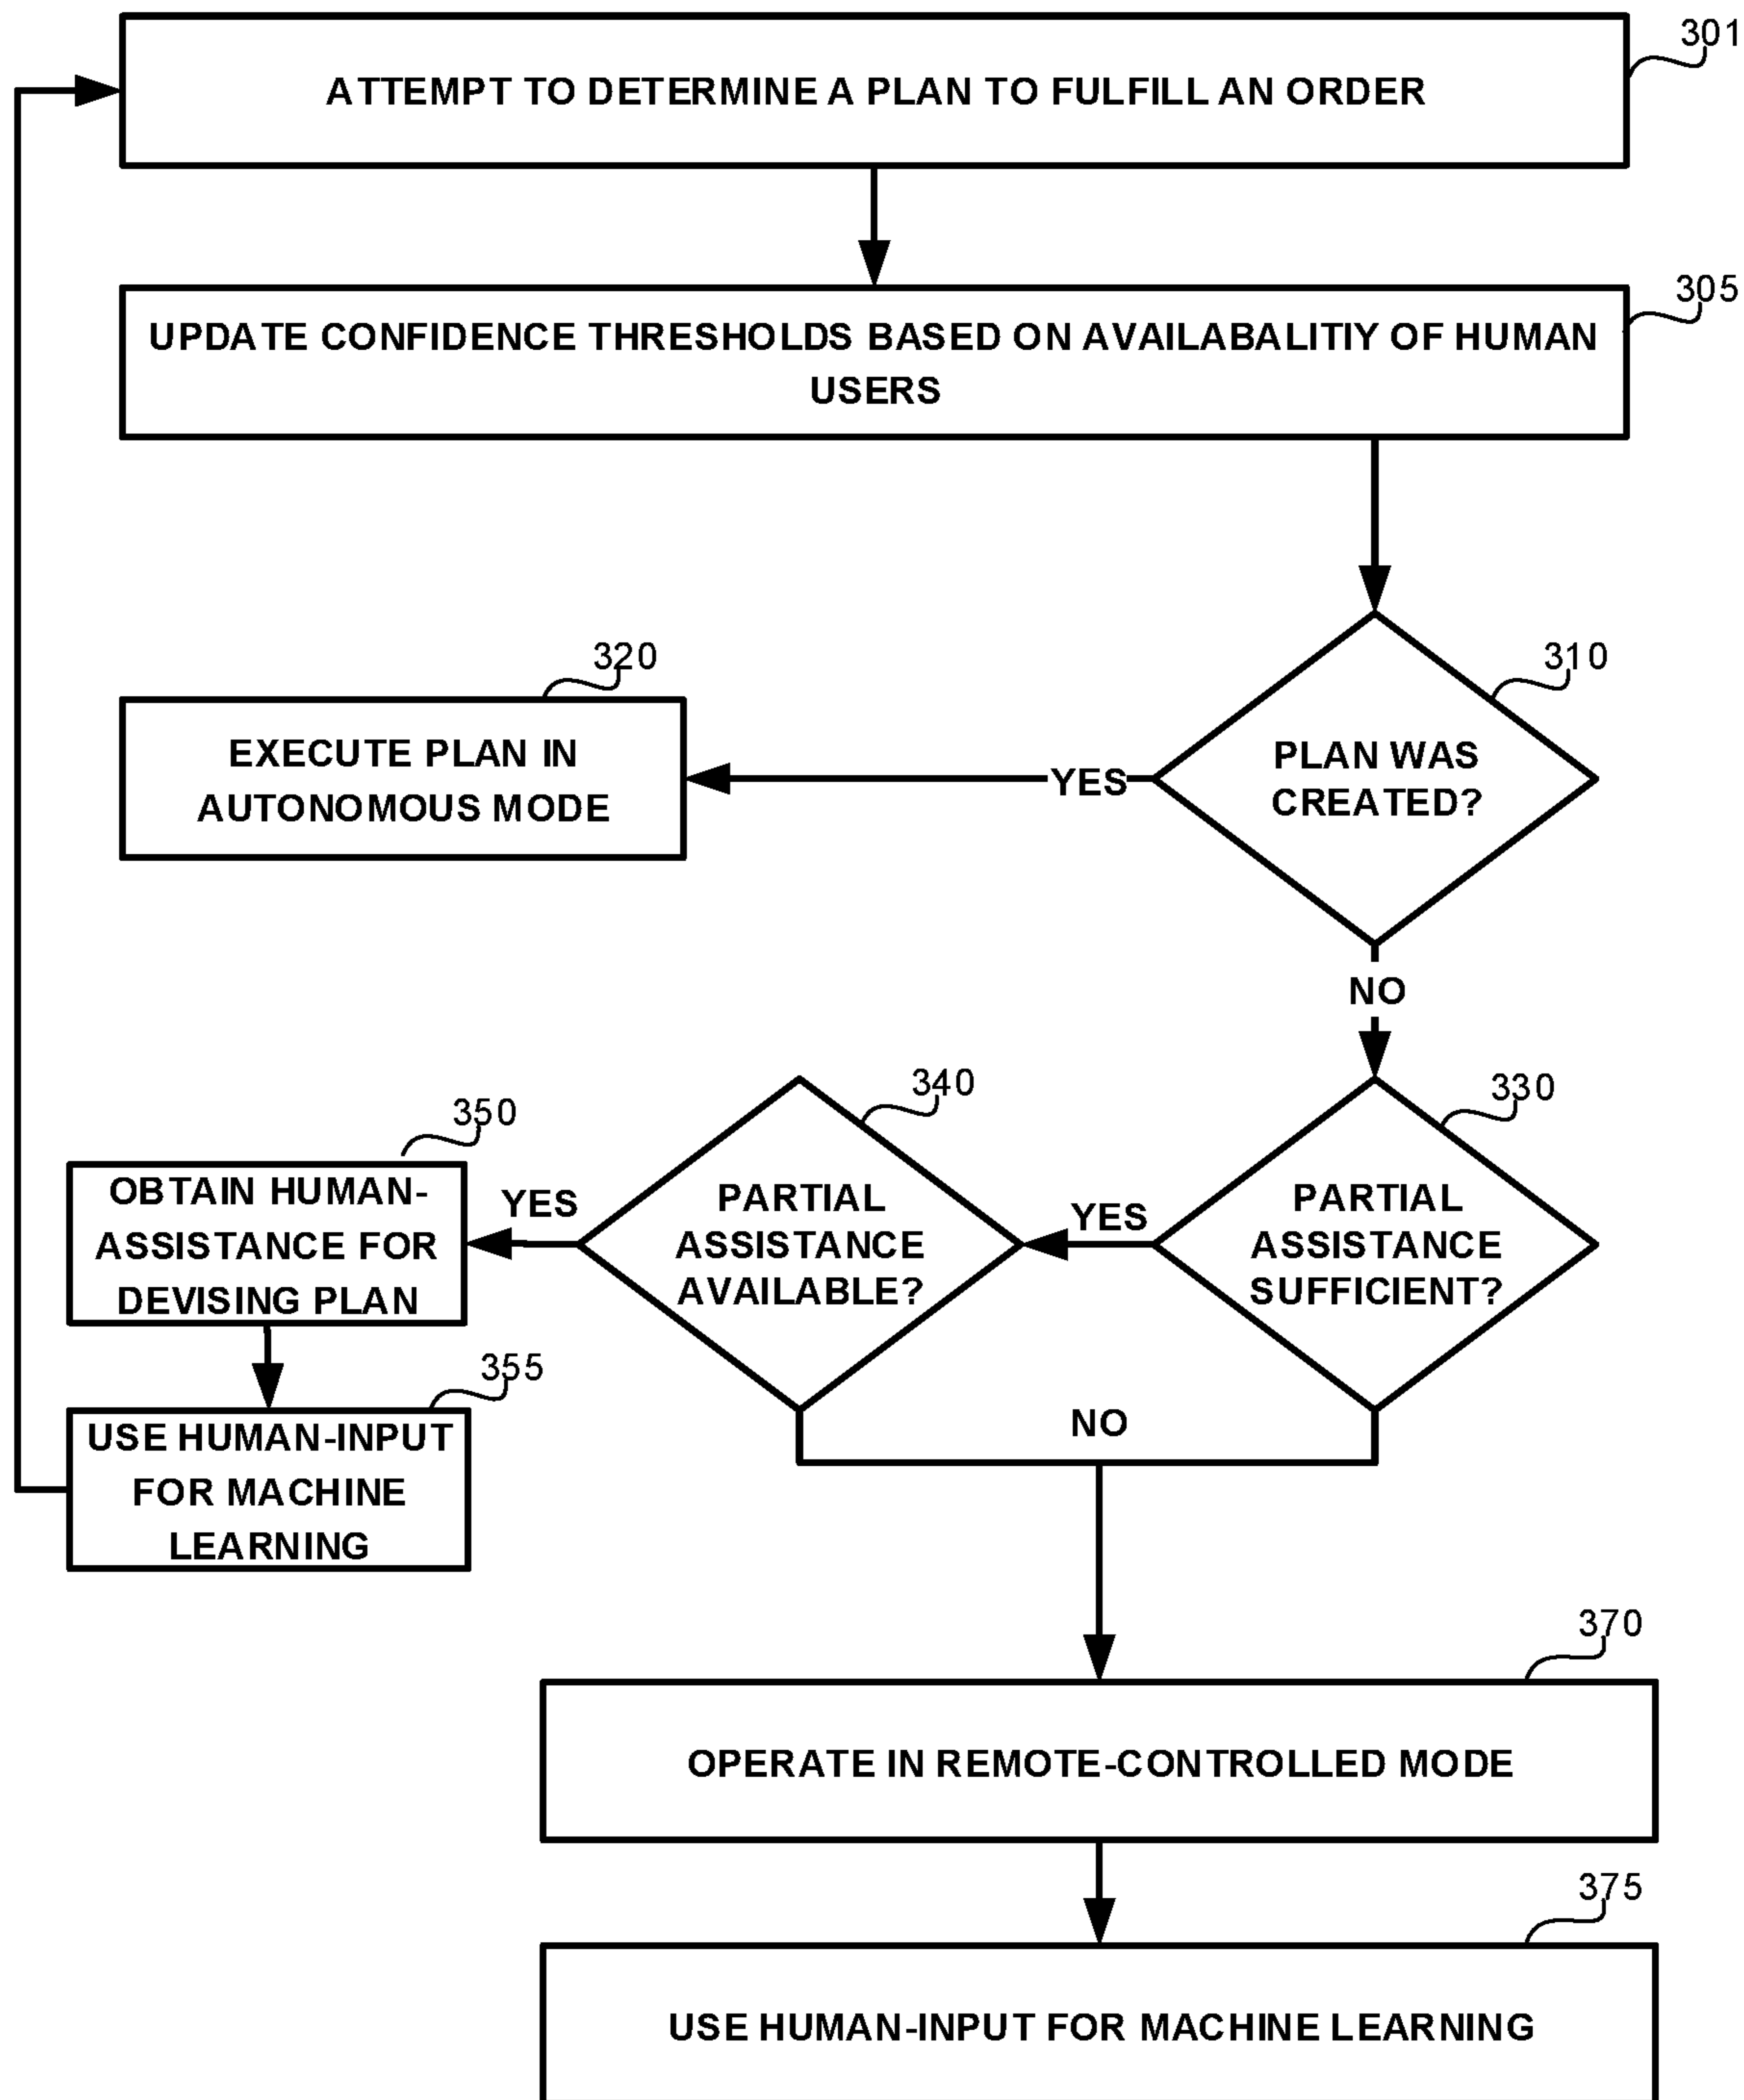 301
ATTEMPT TO DETERMINE A PLAN TO FULFILL AN ORDER
305
UPDATE CONFIDENCE THRESHOLDS BASED ON AVAILABALITIY OF HUMAN
USERS
320
EXECUTE PLAN IN
AUTONOMOUS MODE
YES
310
PLAN WAS
CREATED?
NO
350
OBTAIN HUMAN-
ASSISTANCE FOR
DEVISING PLAN
YES
340
PARTIAL
ASSISTANCE
AVAILABLE?
YES
330
PARTIAL
ASSISTANCE
SUFFICIENT?
355
USE HUMAN-INPUT
FOR MACHINE
LEARNING
NO
370
OPERATE IN REMOTE-CONTROLLED MODE
375
USE HUMAN-INPUT FOR MACHINE LEARNING